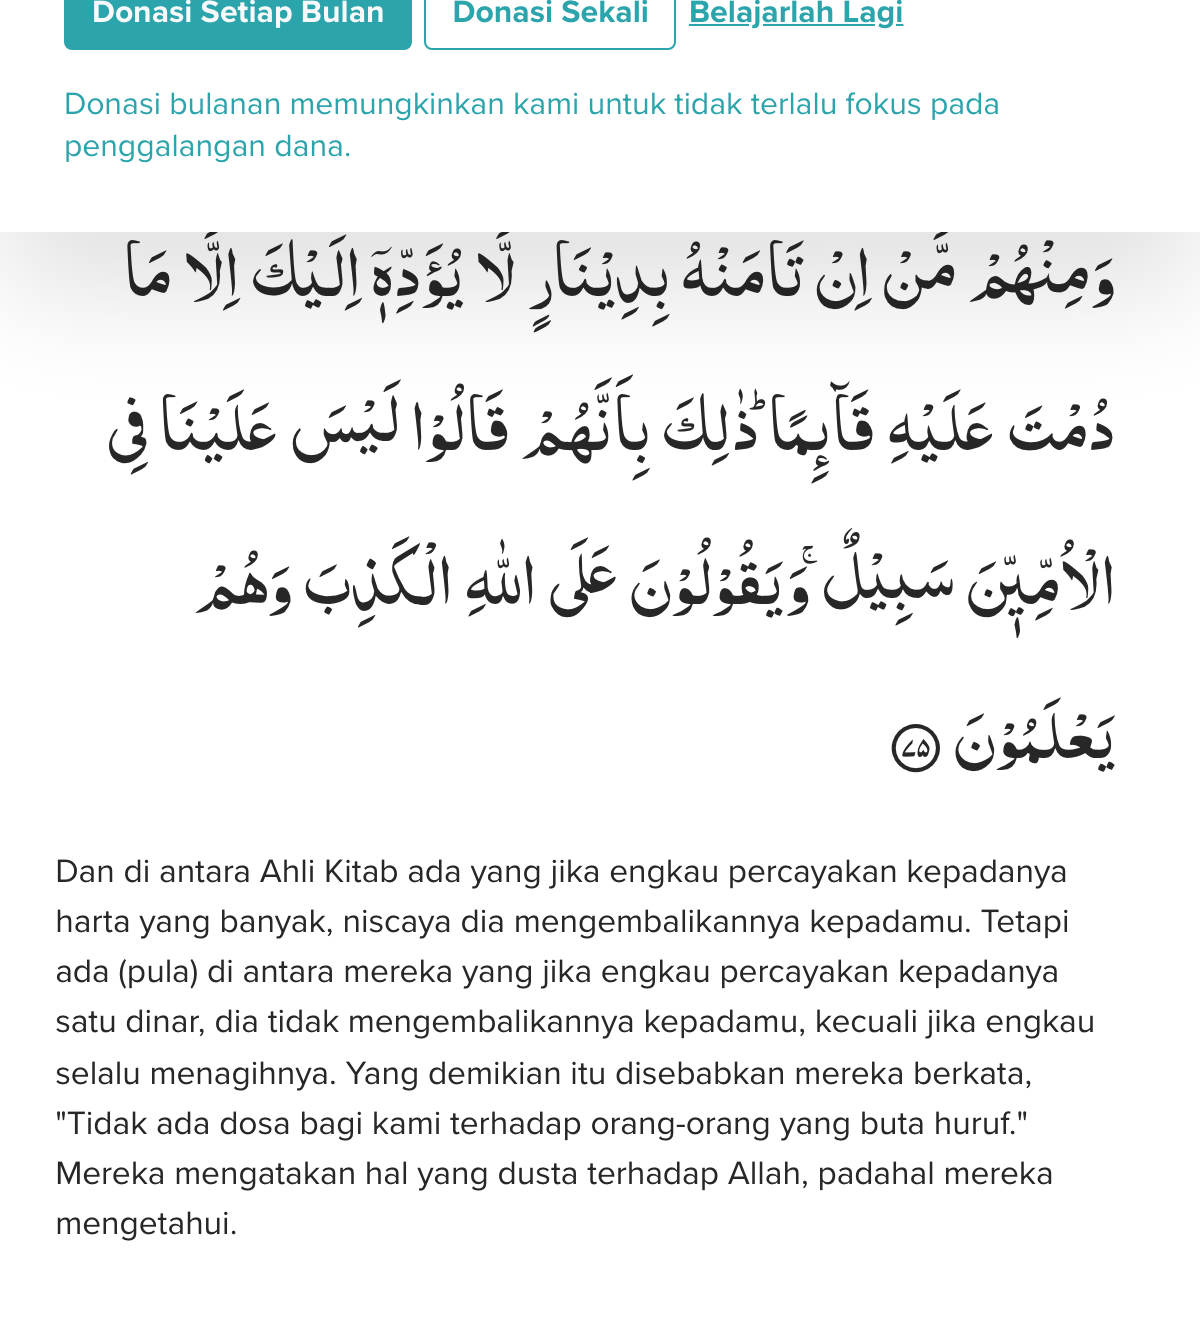 Donasi Setiap Bulan Donasi Sekali Belajarlah Lagi
Donasi bulanan memungkinkan kami untuk tidak terlalu fokus pada
penggalangan dana.
وَمِنْهُمْ مَّنْ اِنْ تَاْمَنْهُ بِدِيْنَارٍ لَّا يُؤَدِّهٖٓ اِلَيْكَ اِلَّا مَا
دُمْتَ عَلَيْهِ قَآىِٕمًا ۗ ذٰلِكَ بِاَنَّهُمْ قَالُوْا لَيْسَ عَلَيْنَا فِى
الْاُمِّيّٖنَ سَبِيْلٌ ۚ وَيَقُوْلُوْنَ عَلَى اللّٰهِ الْكَذِبَ وَهُمْ
يَعْلَمُوْنَ ۷۵
Dan di antara Ahli Kitab ada yang jika engkau percayakan kepadanya
harta yang banyak, niscaya dia mengembalikannya kepadamu. Tetapi
ada (pula) di antara mereka yang jika engkau percayakan kepadanya
satu dinar, dia tidak mengembalikannya kepadamu, kecuali jika engkau
selalu menagihnya. Yang demikian itu disebabkan mereka berkata,
"Tidak ada dosa bagi kami terhadap orang-orang yang buta huruf."
Mereka mengatakan hal yang dusta terhadap Allah, padahal mereka
mengetahui.